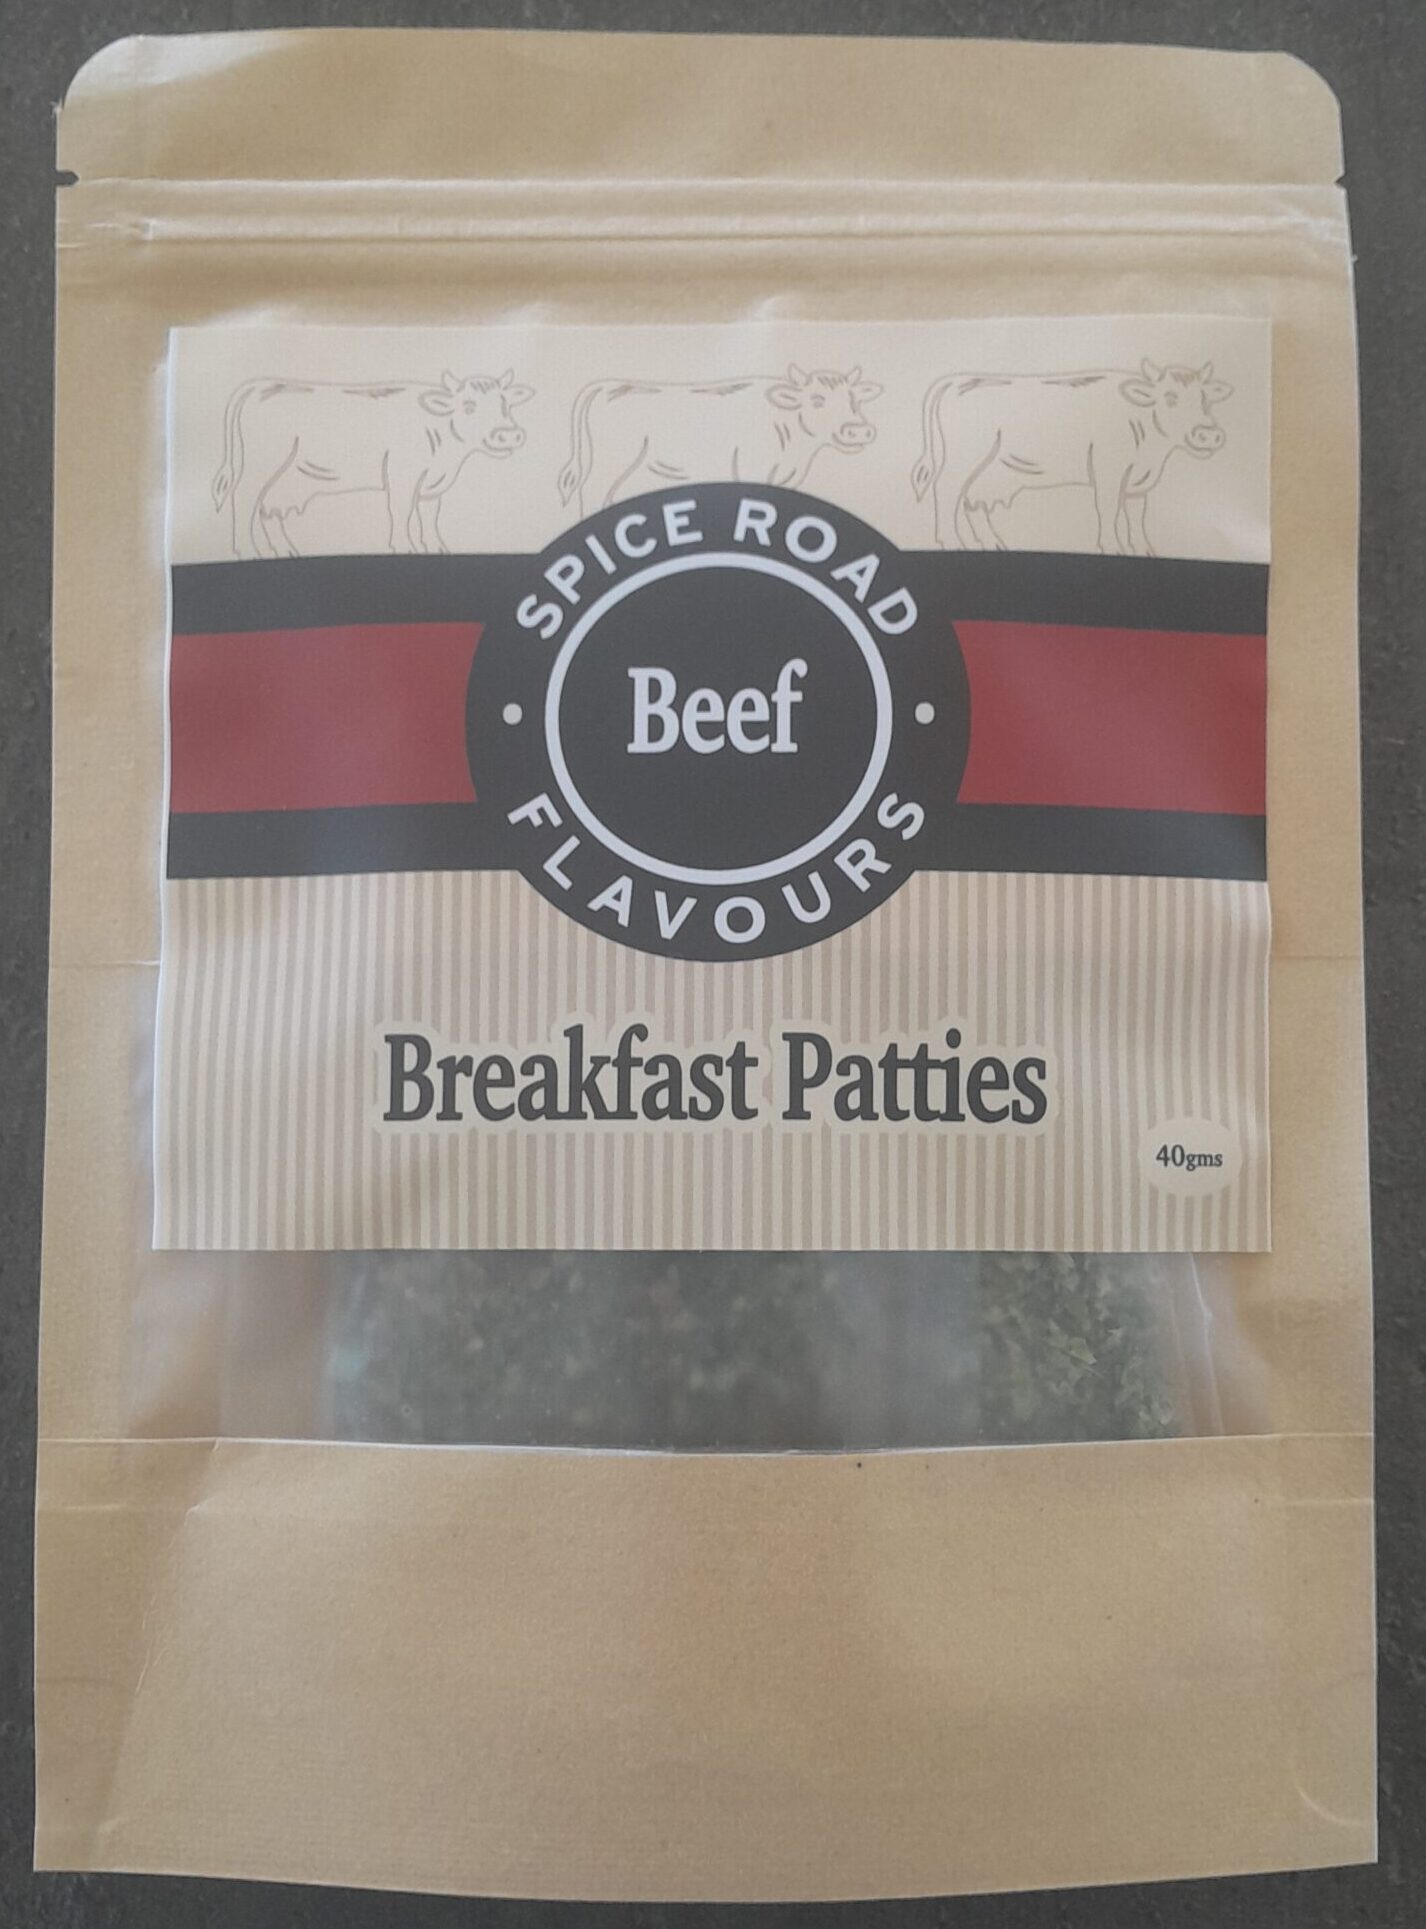 SPICE ROAD
Beef
FLAVOURS
Breakfast Patties
40gms